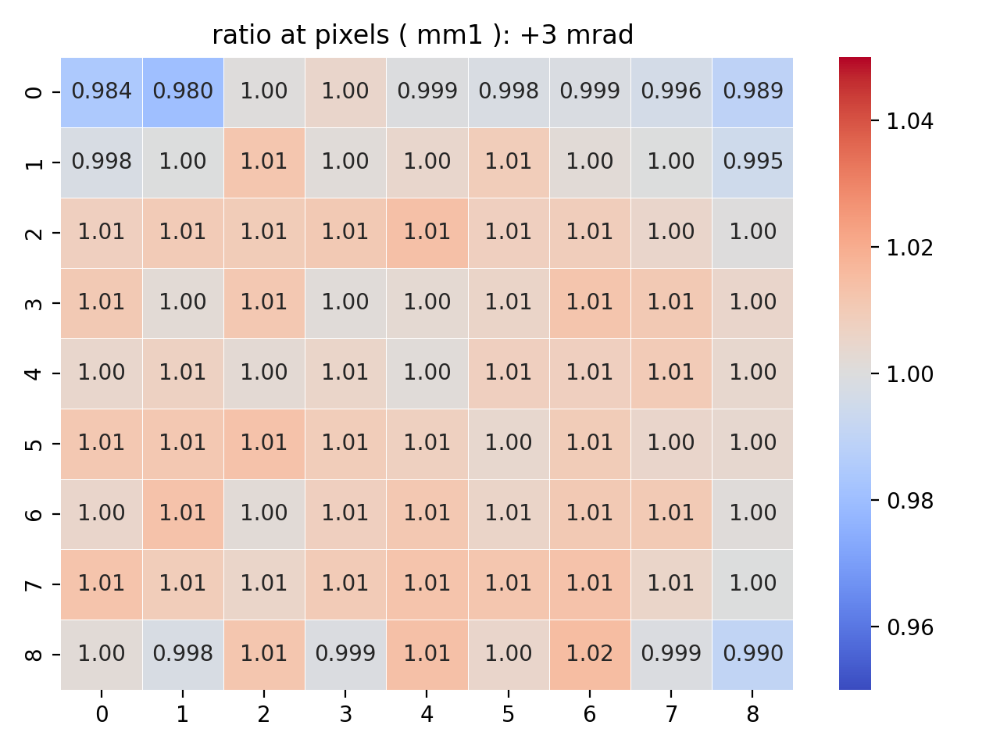 ratio at pixels ( mm1 ): +3 mrad
0 0.984 0.980 1.00 1.00 0.999 0.998 0.999 0.996 0.989
1 0.998 1.00 1.01 1.00 1.00 1.01 1.00 1.00 0.995
2 1.01 1.01 1.01 1.01 1.01 1.01 1.01 1.00 1.00
3 1.01 1.00 1.01 1.00 1.00 1.01 1.01 1.01 1.00
4 1.00 1.01 1.00 1.01 1.00 1.01 1.01 1.01 1.00
5 1.01 1.01 1.01 1.01 1.01 1.00 1.01 1.00 1.00
6 1.00 1.01 1.00 1.01 1.01 1.01 1.01 1.01 1.00
7 1.01 1.01 1.01 1.01 1.01 1.01 1.01 1.01 1.00
8 1.00 0.998 1.01 0.999 1.01 1.00 1.02 0.999 0.990
0 1 2 3 4 5 6 7 8
1.04
1.02
1.00
0.98
0.96